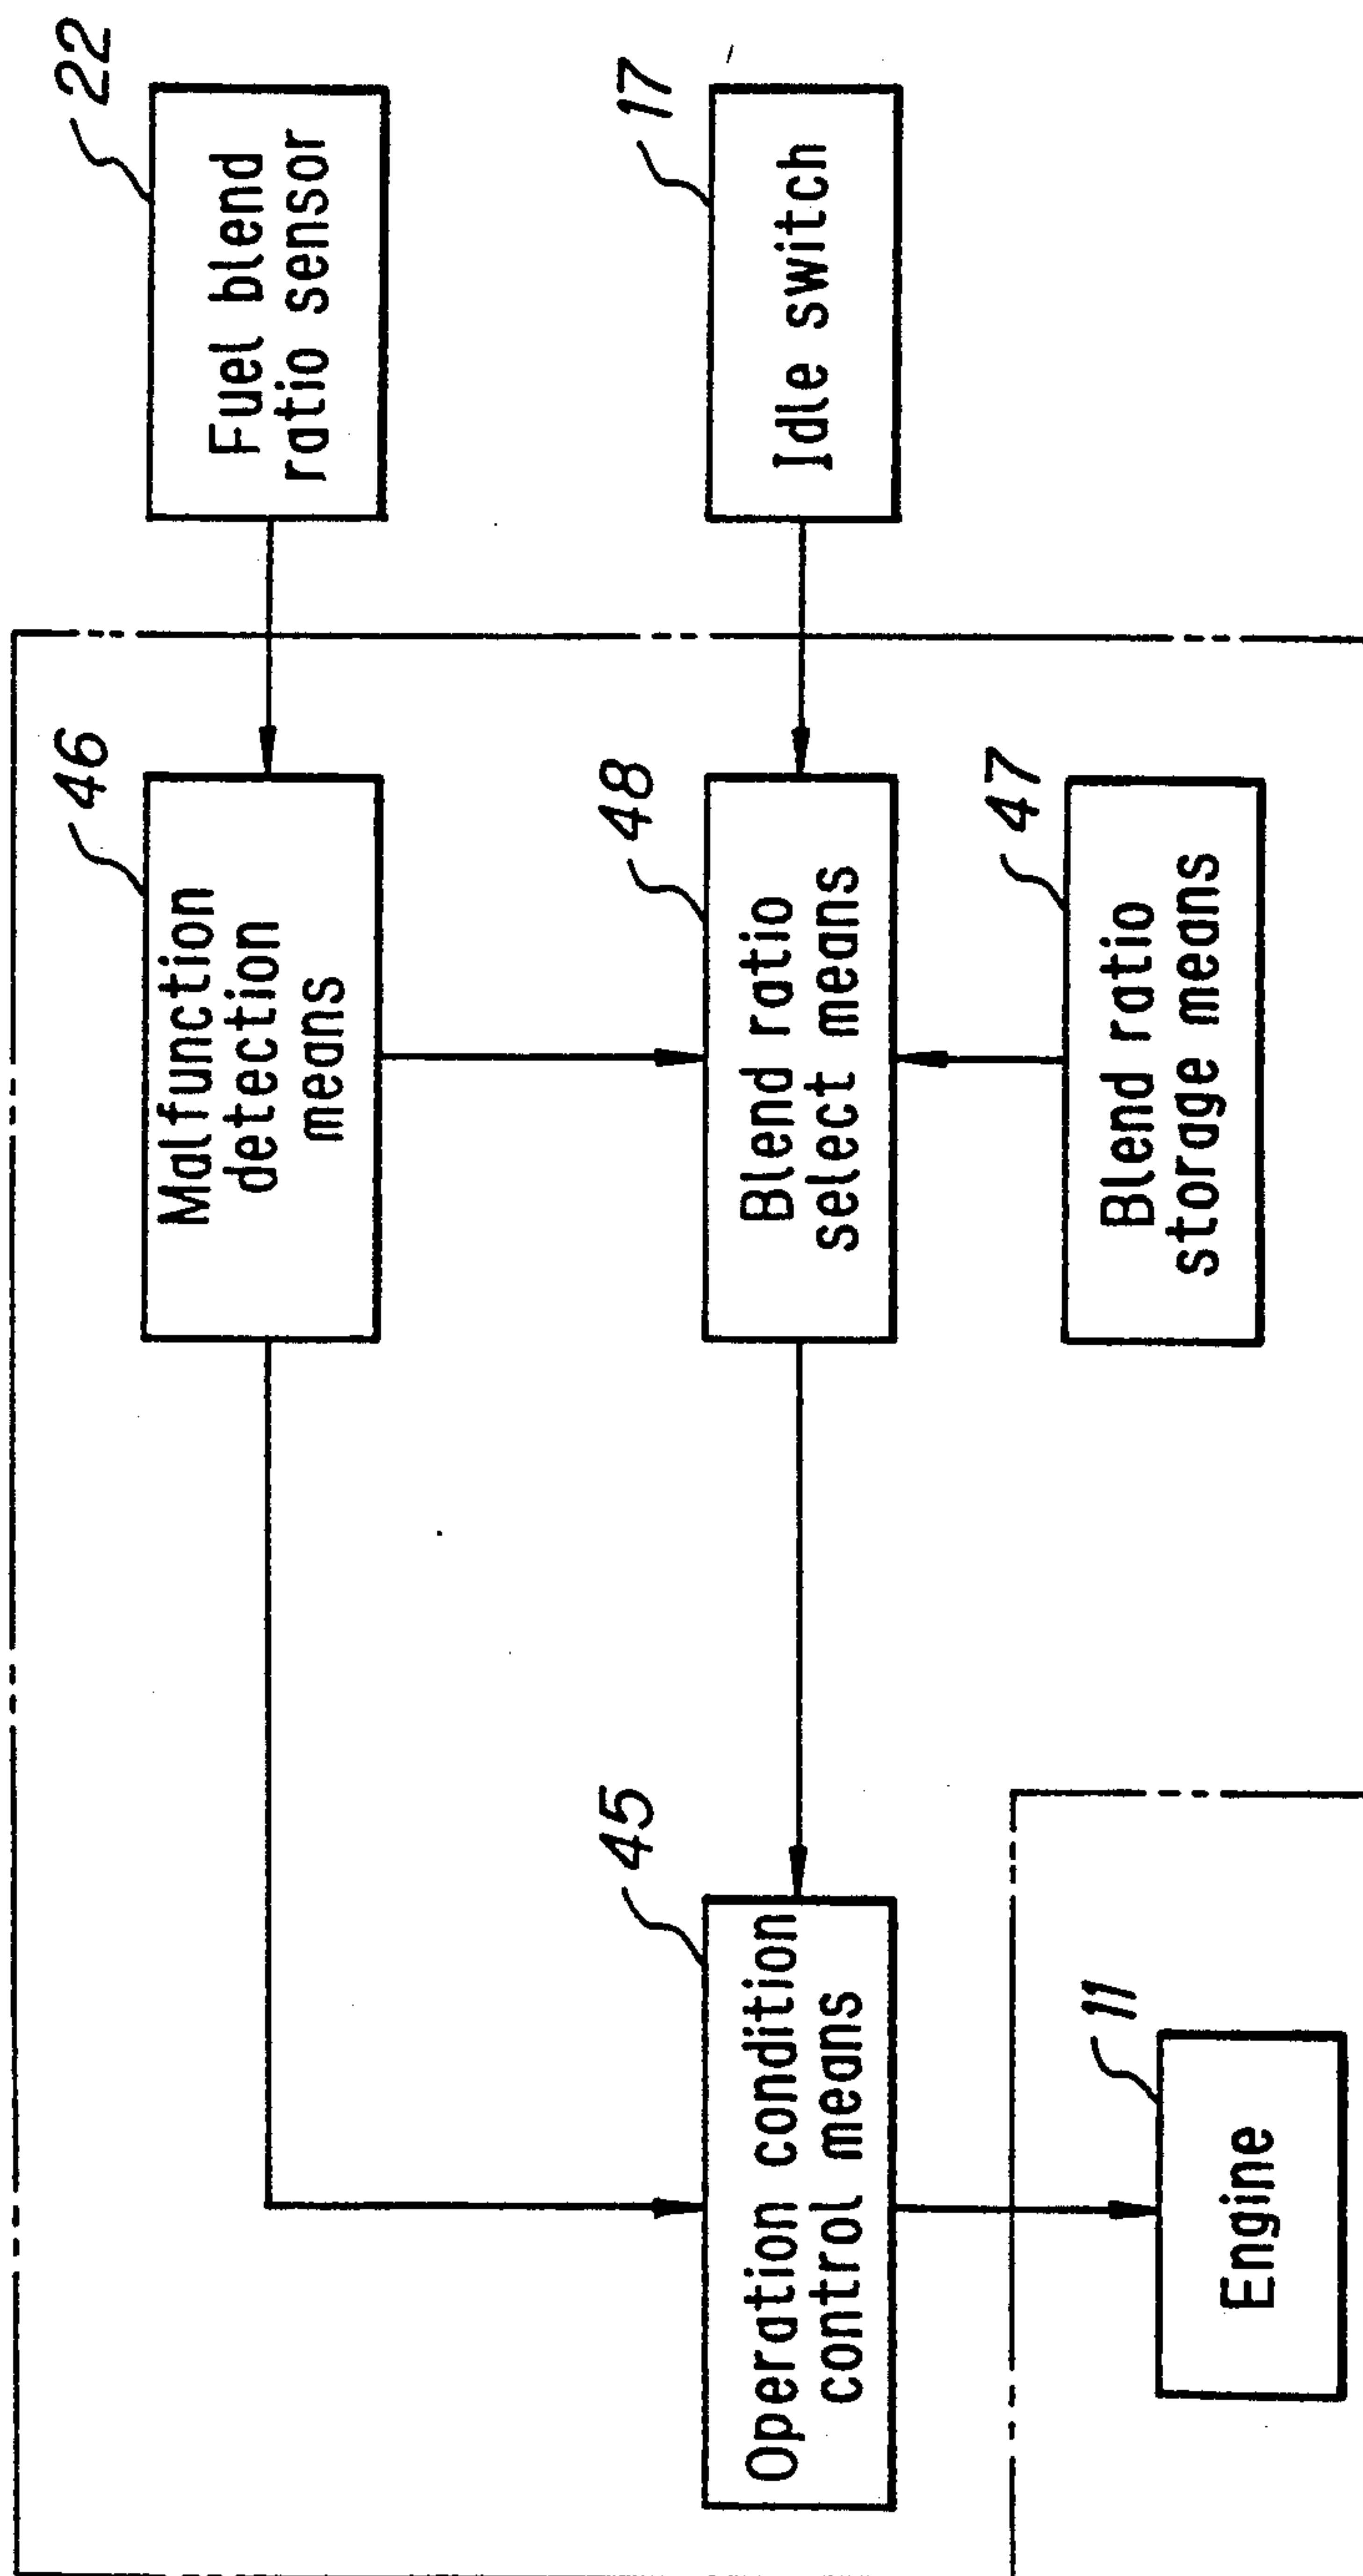 22
Fuel blend
ratio sensor
17
Idle switch
46
Malfunction
detection
means
48
Blend ratio
select means
47
Blend ratio
storage means
45
Operation condition
control means
11
Engine